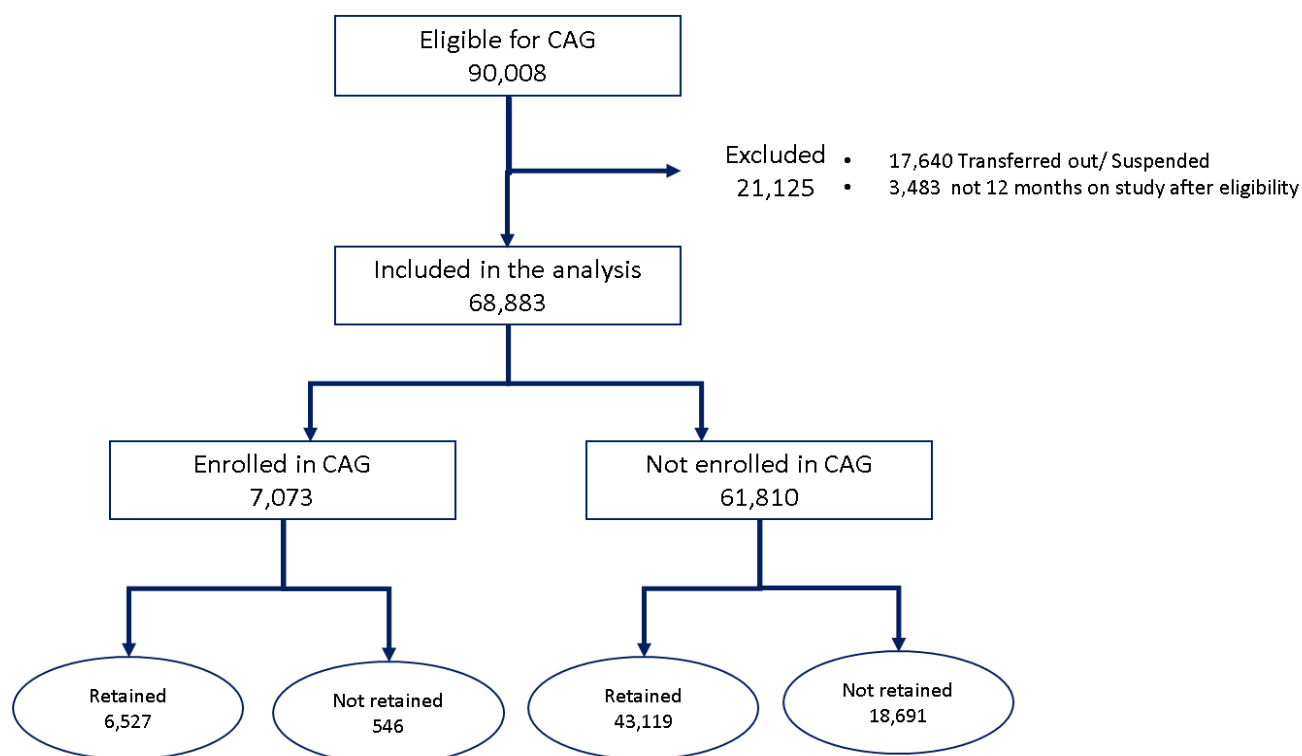 Eligible for CAG
90,008
Excluded
21,125
• 17,640 Transferred out/ Suspended
• 3,483 not 12 months on study after eligibility
Included in the analysis
68,883
Enrolled in CAG
7,073
Not enrolled in CAG
61,810
Retained
6,527
Not retained
546
Retained
43,119
Not retained
18,691